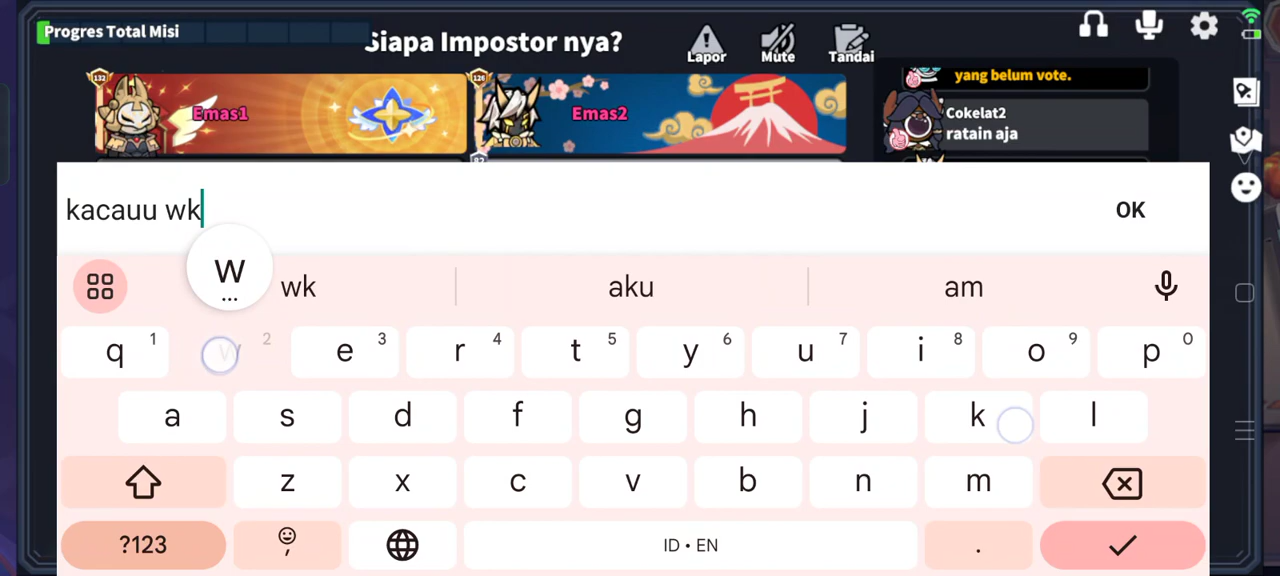 Progres Total Misi
Siapa Impostor nya?
Lapor
Mute
Tandai
132
Emas1
126
Emas2
yang belum vote.
Cokelat2
ratain aja
kacauu wk
OK
w
...
wk
aku
am
q 1
w 2
e 3
r 4
t 5
y 6
u 7
i 8
o 9
p 0
a
s
d
f
g
h
j
k
l
z
x
c
v
b
n
m
?123
,
ID • EN
.